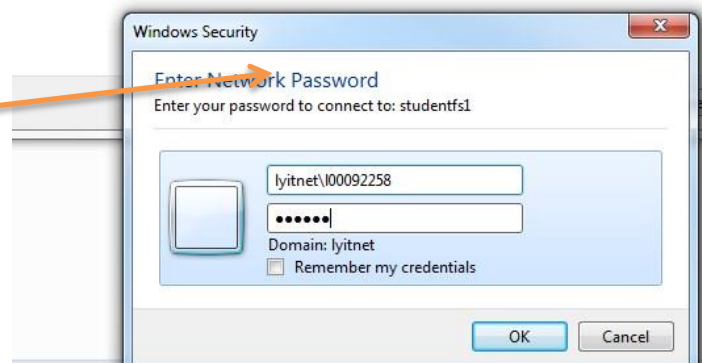 Windows Security
Enter Network Password
Enter your password to connect to: studentfs1
lyitnet\l00092258
••••••
Domain: lyitnet
Remember my credentials
OK Cancel